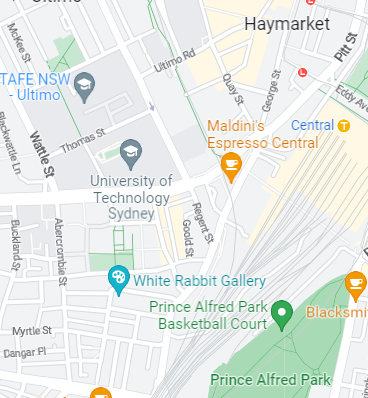 Ultimo
Haymarket
Pitt St
McKee St
Ultimo Rd
TAFE NSW
- Ultimo
Quay St
George St
Eddy Ave
Blackwattle Ln
Wattle St
Thomas St
Maldini's
Espresso Central
Central
T
University of
Technology
Sydney
Buckland St
Abercrombie St
Regent St
Goold St
White Rabbit Gallery
Prince Alfred Park
Basketball Court
Blacksmi
Myrtle St
Dangar Pl
Prince Alfred Park